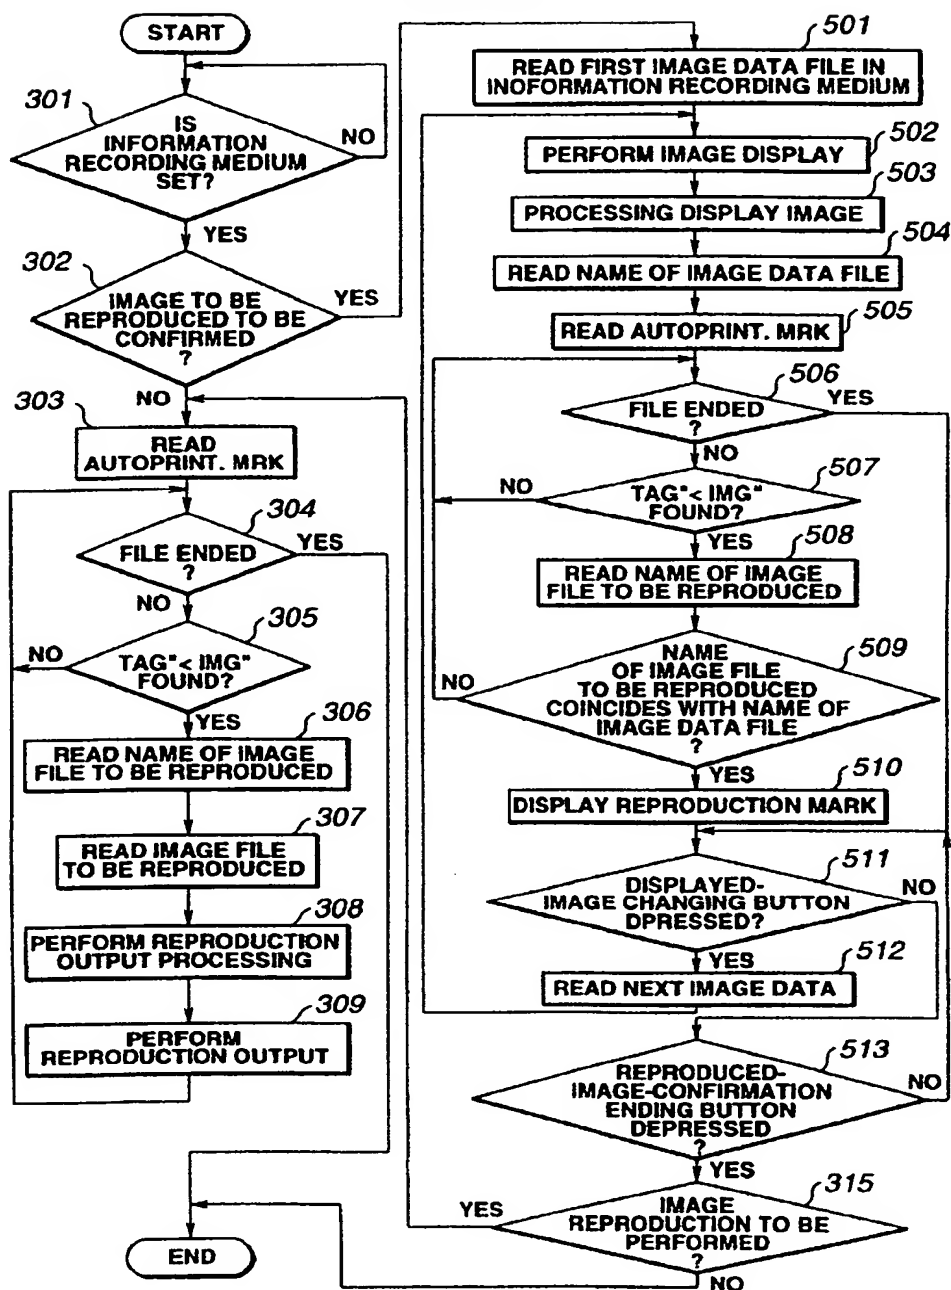 START
301
IS
INFORMATION
RECORDING MEDIUM
SET?
NO
YES
302
IMAGE TO BE
REPRODUCED TO BE
CONFIRMED
?
YES
NO
303
READ
AUTOPRINT. MRK
304
FILE ENDED
?
YES
NO
305
TAG"< IMG"
FOUND?
NO
YES
306
READ NAME OF IMAGE
FILE TO BE REPRODUCED
307
READ IMAGE FILE
TO BE REPRODUCED
308
PERFORM REPRODUCTION
OUTPUT PROCESSING
309
PERFORM
REPRODUCTION OUTPUT
END
501
READ FIRST IMAGE DATA FILE IN
INOFORMATION RECORDING MEDIUM
502
PERFORM IMAGE DISPLAY
503
PROCESSING DISPLAY IMAGE
504
READ NAME OF IMAGE DATA FILE
505
READ AUTOPRINT. MRK
506
FILE ENDED
?
YES
NO
507
TAG"< IMG"
FOUND?
NO
YES
508
READ NAME OF IMAGE
FILE TO BE REPRODUCED
509
NAME
OF IMAGE FILE
TO BE REPRODUCED
COINCIDES WITH NAME OF
IMAGE DATA FILE
?
NO
YES
510
DISPLAY REPRODUCTION MARK
511
DISPLAYED-
IMAGE CHANGING BUTTON
DPRESSED?
NO
YES
512
READ NEXT IMAGE DATA
513
REPRODUCED-
IMAGE-CONFIRMATION
ENDING BUTTON
DEPRESSED
?
NO
YES
315
IMAGE
REPRODUCTION TO BE
PERFORMED
?
YES
NO